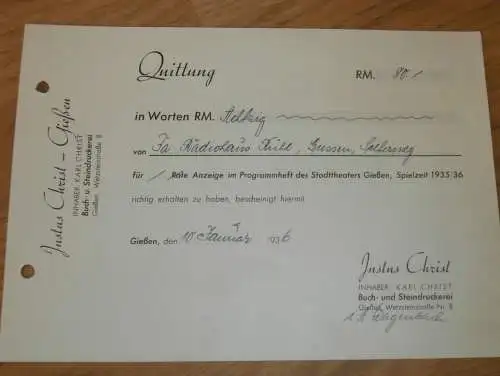 Justus Christ – Gießen
INHABER: KARL CHRIST
Buch- u. Steindruckerei
Gießen, Wetzsteinstraße 8
Quittung RM. 80.-
in Worten RM. Achtzig
von Fa Radiohaus Gießen,
für 1. Rate Anzeige im Programmheft des Stadttheaters Gießen, Spielzeit 1935/36
richtig erhalten zu haben, bescheinigt hiermit
Gießen, den 10 Januar 1936
Justus Christ
INHABER: KARL CHRIST
Buch- und Steindruckerei
Gießen, Wetzsteinstraße Nr. 8